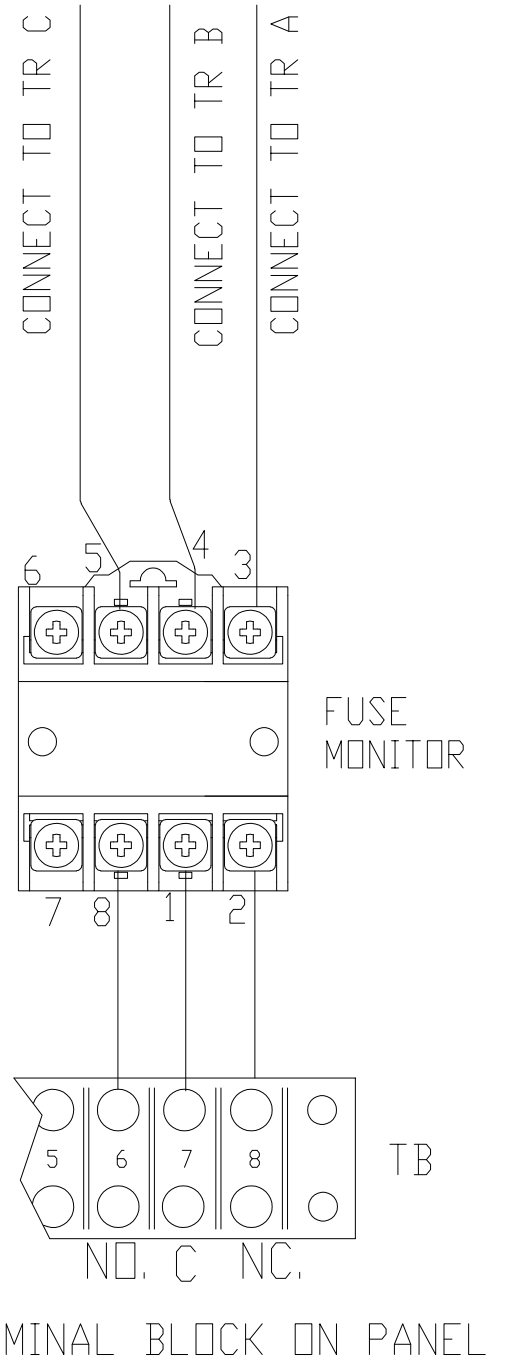 CONNECT TO TR C
CONNECT TO TR B
CONNECT TO TR A
6 5 4 3
FUSE
MONITOR
7 8 1 2
5 6 7 8
TB
NO. C NC.
MINAL BLOCK ON PANEL